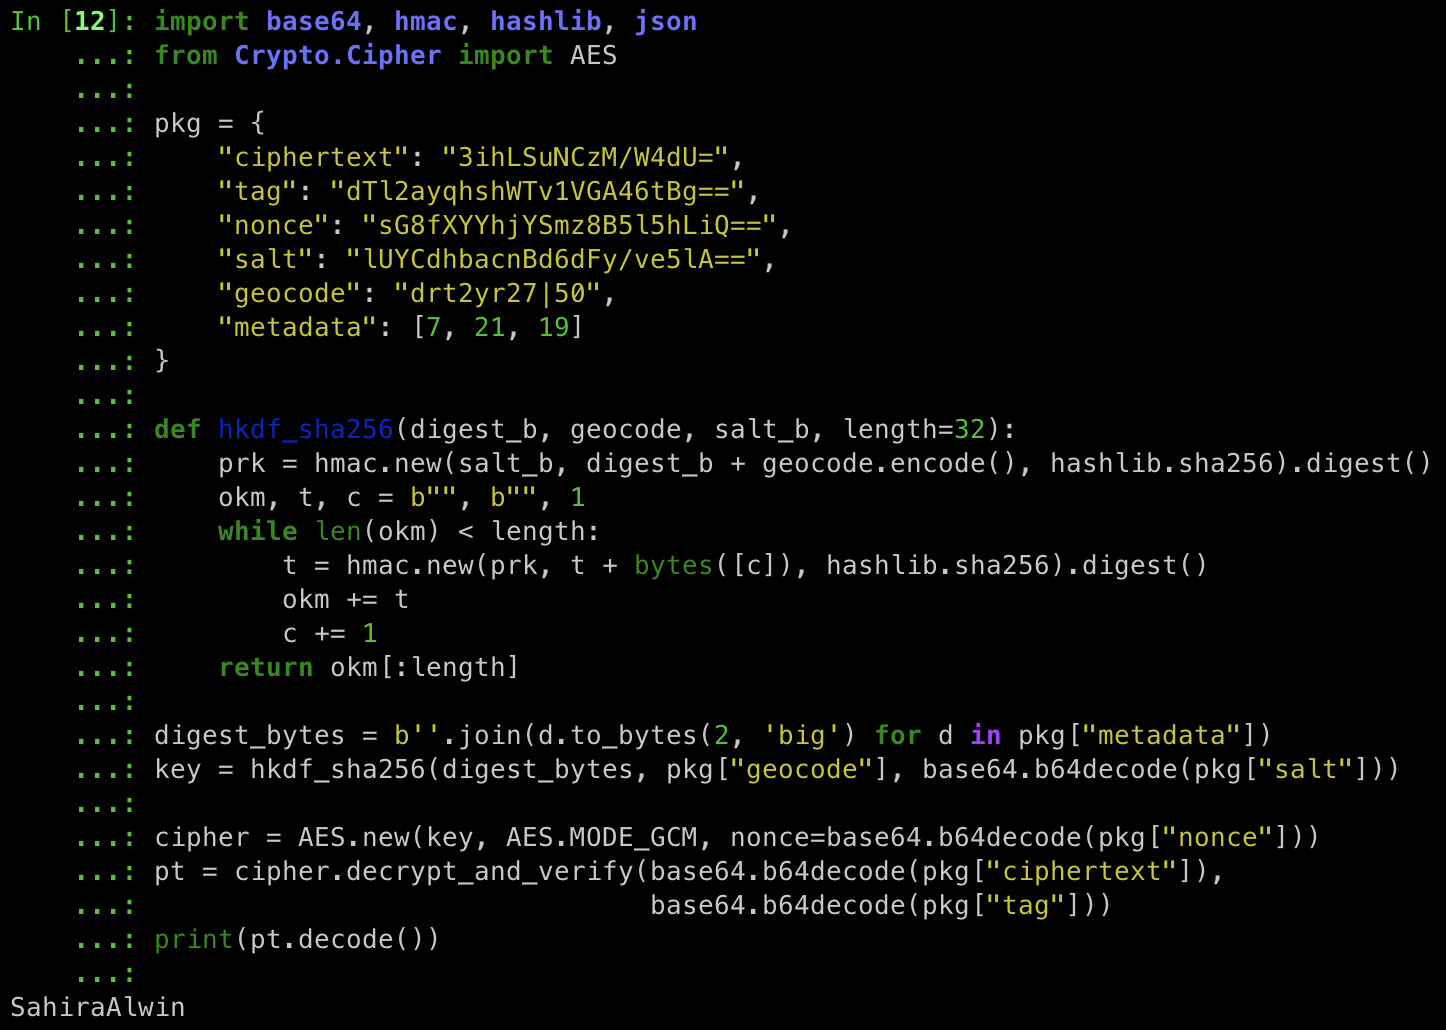 In [12]: import base64, hmac, hashlib, json
    ...: from Crypto.Cipher import AES
    ...:
    ...: pkg = {
    ...:     "ciphertext": "3ihLSuNCzM/W4dU=",
    ...:     "tag": "dTl2ayqhshWTv1VGA46tBg==",
    ...:     "nonce": "sG8fXYYhjYSmz8B5l5hLiQ==",
    ...:     "salt": "lUYCdhbacnBd6dFy/ve5lA==",
    ...:     "geocode": "drt2yr27|50",
    ...:     "metadata": [7, 21, 19]
    ...: }
    ...:
    ...: def hkdf_sha256(digest_b, geocode, salt_b, length=32):
    ...:     prk = hmac.new(salt_b, digest_b + geocode.encode(), hashlib.sha256).digest()
    ...:     okm, t, c = b"", b"", 1
    ...:     while len(okm) < length:
    ...:         t = hmac.new(prk, t + bytes([c]), hashlib.sha256).digest()
    ...:         okm += t
    ...:         c += 1
    ...:     return okm[:length]
    ...:
    ...: digest_bytes = b''.join(d.to_bytes(2, 'big') for d in pkg["metadata"])
    ...: key = hkdf_sha256(digest_bytes, pkg["geocode"], base64.b64decode(pkg["salt"]))
    ...:
    ...: cipher = AES.new(key, AES.MODE_GCM, nonce=base64.b64decode(pkg["nonce"]))
    ...: pt = cipher.decrypt_and_verify(base64.b64decode(pkg["ciphertext"]),
    ...:                                base64.b64decode(pkg["tag"]))
    ...: print(pt.decode())
    ...:
SahiraAlwin